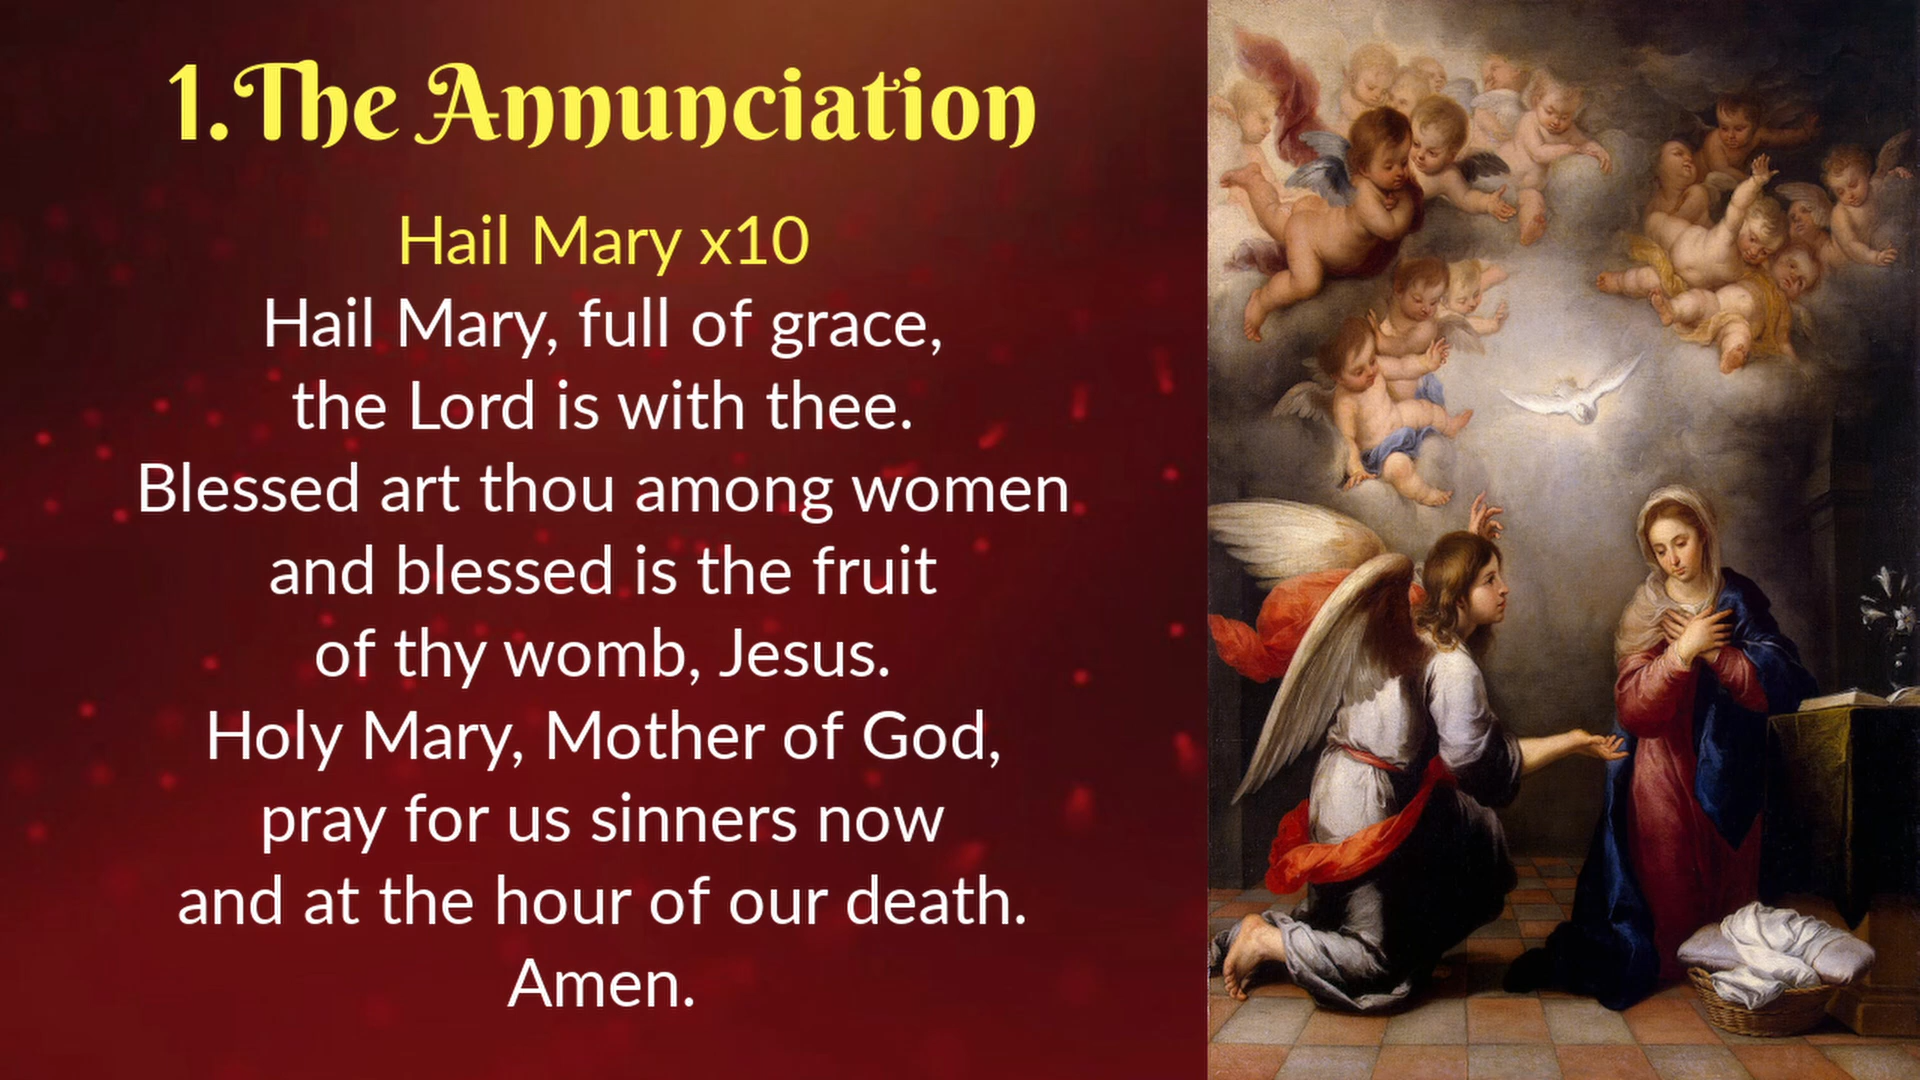 1.The Annunciation
Hail Mary x10
Hail Mary, full of grace,
the Lord is with thee.
Blessed art thou among women
and blessed is the fruit
of thy womb, Jesus.
Holy Mary, Mother of God,
pray for us sinners now
and at the hour of our death.
Amen.